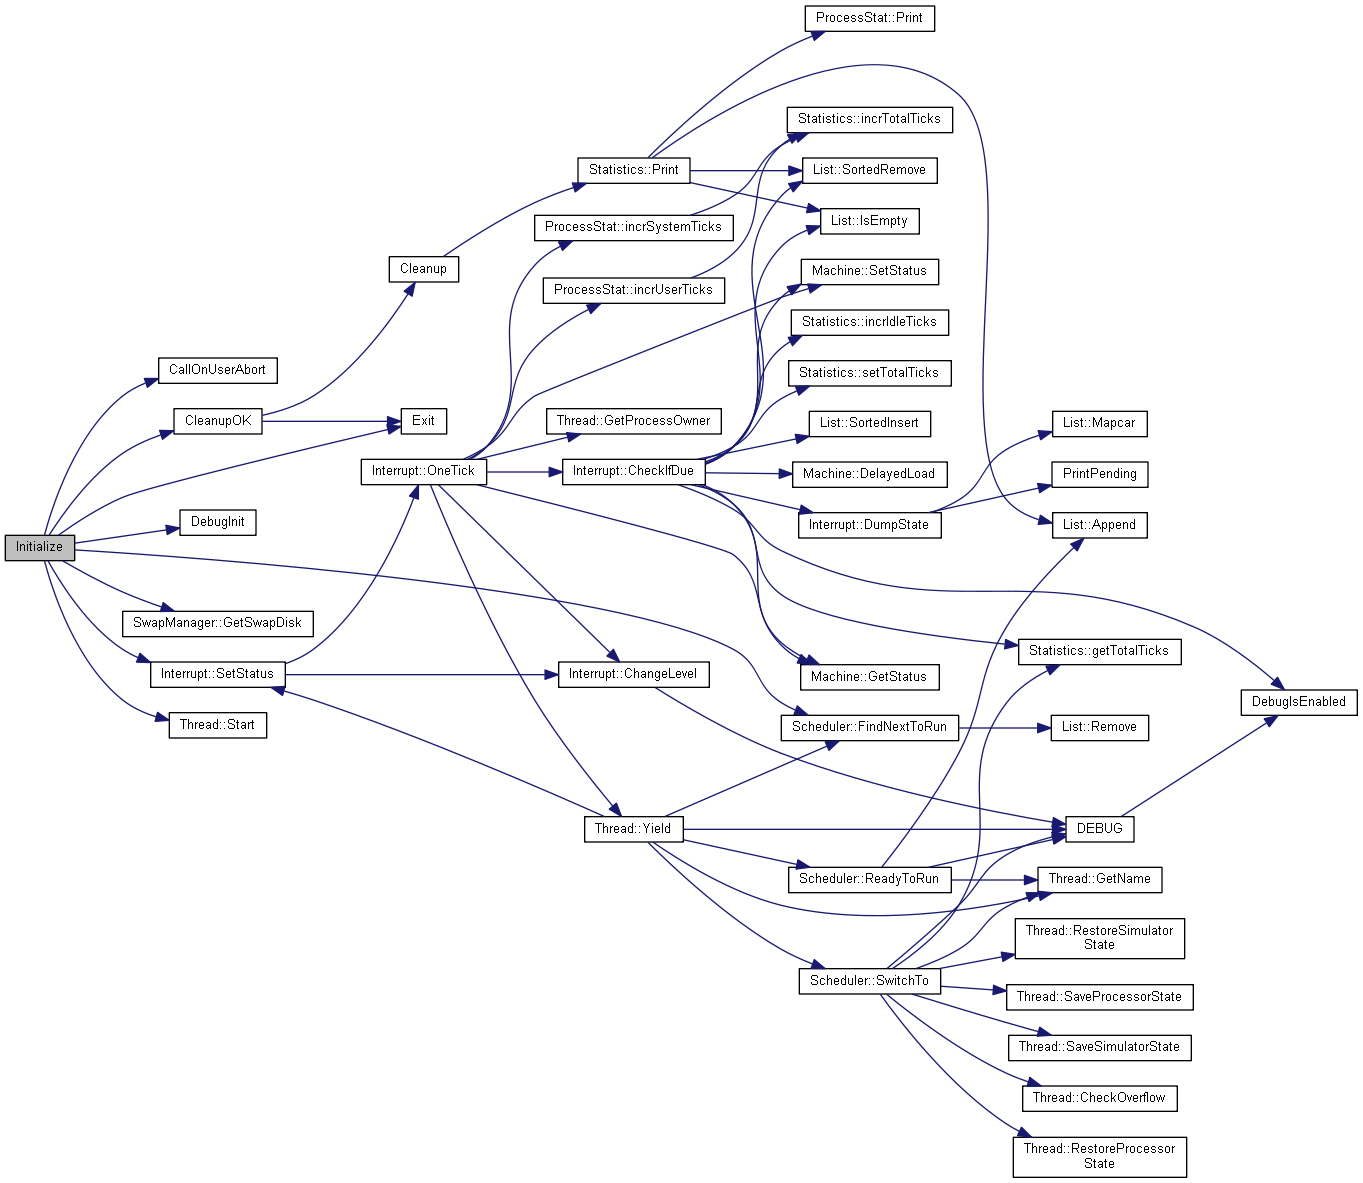 ProcessStat::Print
Statistics::incrTotalTicks
Statistics::Print
List::SortedRemove
ProcessStat::incrSystemTicks
List::IsEmpty
Cleanup
Machine::SetStatus
ProcessStat::incrUserTicks
Statistics::incrIdleTicks
CallOnUserAbort
Statistics::setTotalTicks
CleanupOK
Exit
Thread::GetProcessOwner
List::SortedInsert
List::Mapcar
Interrupt::OneTick
Interrupt::CheckIfDue
Machine::DelayedLoad
PrintPending
DebugInit
Interrupt::DumpState
List::Append
Initialize
SwapManager::GetSwapDisk
Statistics::getTotalTicks
Interrupt::SetStatus
Interrupt::ChangeLevel
Machine::GetStatus
DebugIsEnabled
Thread::Start
Scheduler::FindNextToRun
List::Remove
Thread::Yield
DEBUG
Scheduler::ReadyToRun
Thread::GetName
Thread::RestoreSimulator
State
Scheduler::SwitchTo
Thread::SaveProcessorState
Thread::SaveSimulatorState
Thread::CheckOverflow
Thread::RestoreProcessor
State